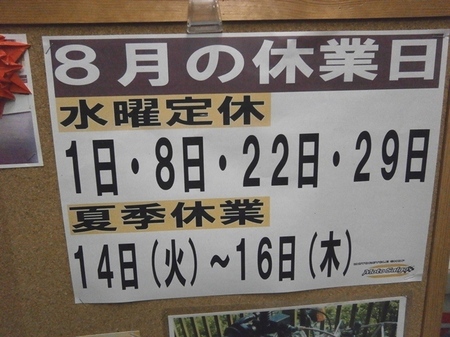 8月の休業日
水曜定休
1日・8日・22日・29日
夏季休業
14日(火)~16日(木)